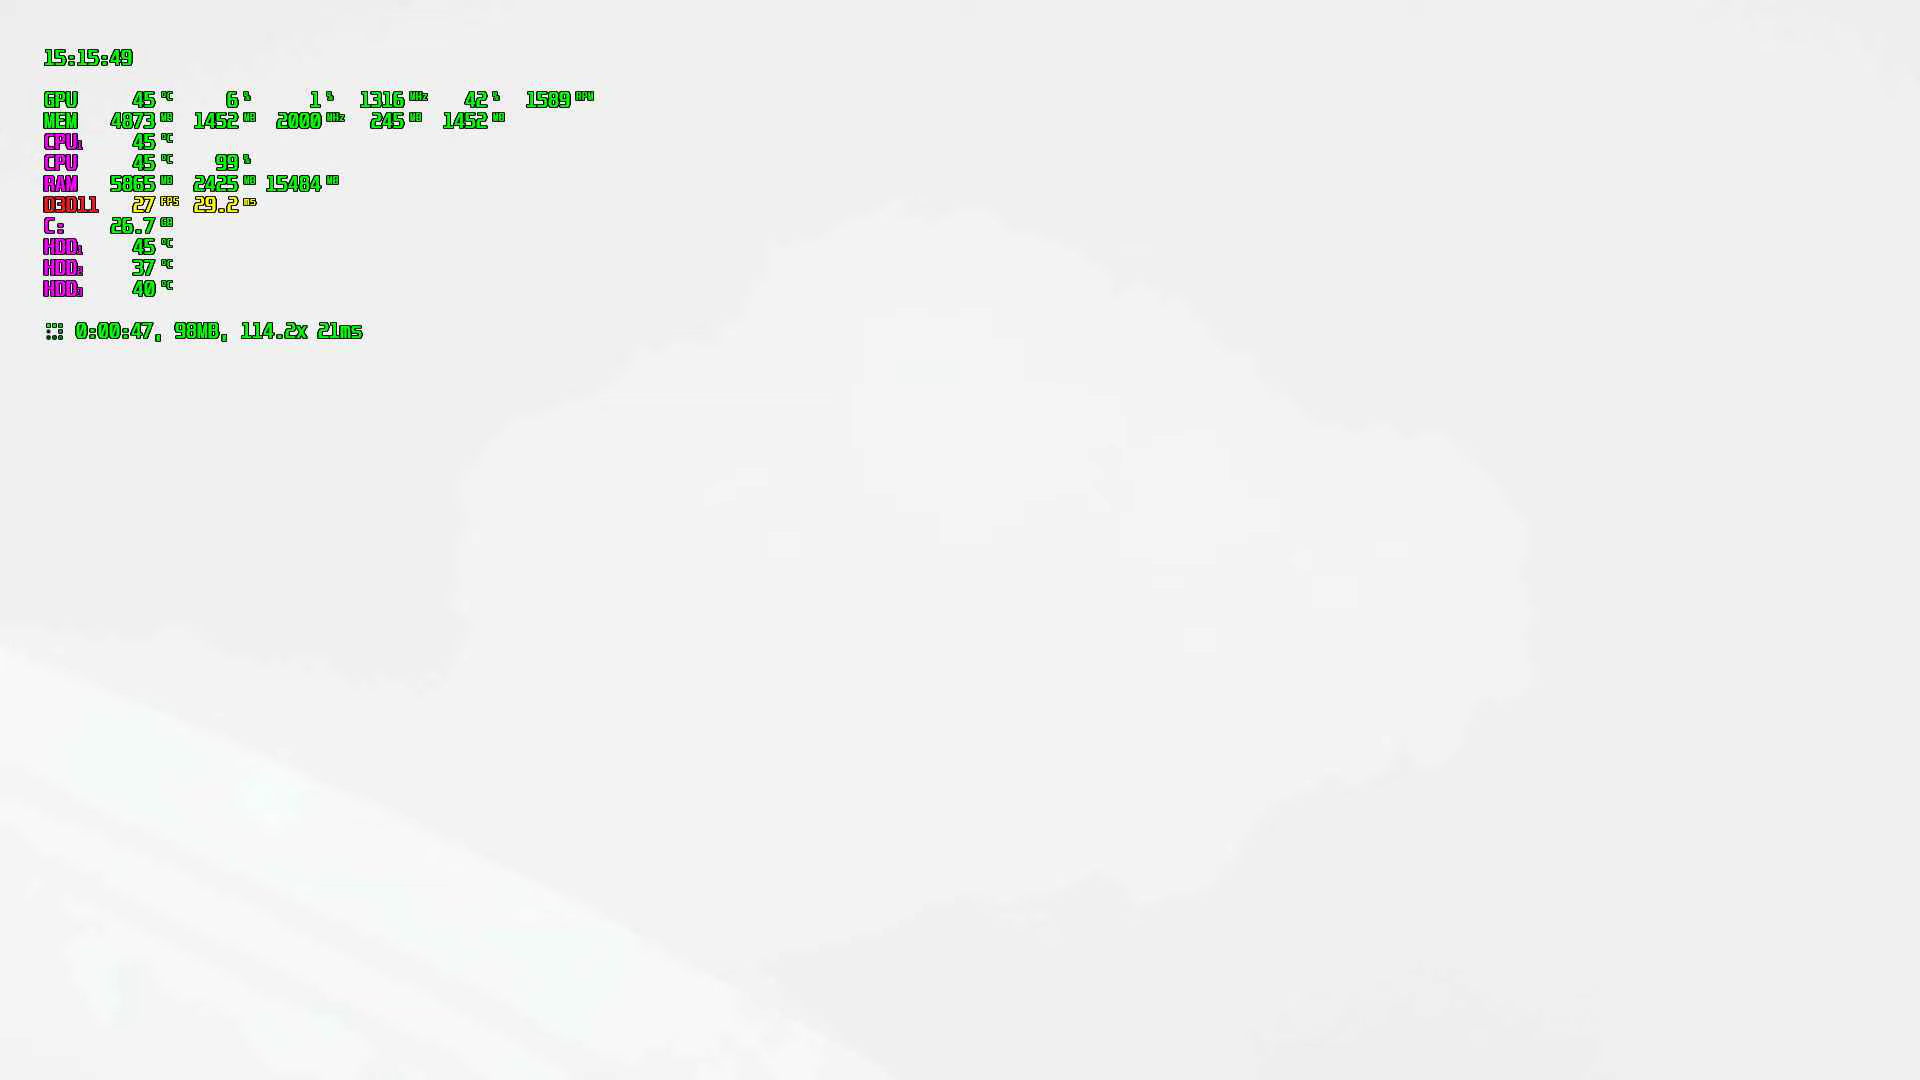 15:15:49
GPU 45 °C 6 % 1 % 1316 MHz 42 % 1589 RPM
MEM 4873 MB 1452 MB 2000 MHz 245 MB 1452 MB
CPU1 45 °C
CPU 45 °C 99 %
RAM 5865 MB 2425 MB 15484 MB
D3D11 27 FPS 29.2 ms
C: 26.7 GB
HDD1 45 °C
HDD2 37 °C
HDD3 40 °C
0:00:47, 98MB, 114.2x 21ms